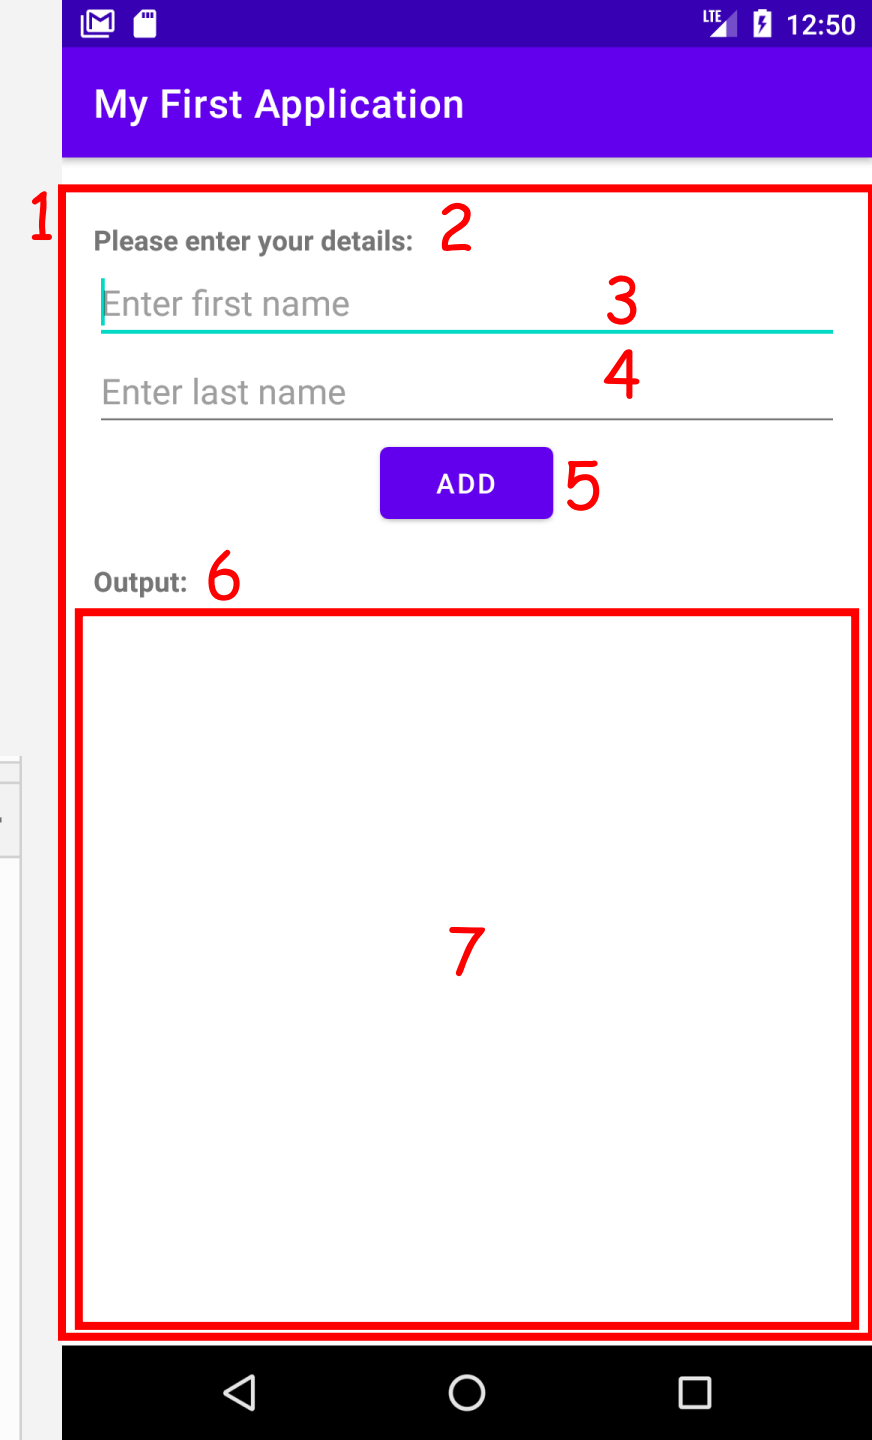 LTE 12:50
My First Application
1
Please enter your details: 2
Enter first name 3
Enter last name 4
ADD 5
Output: 6
7